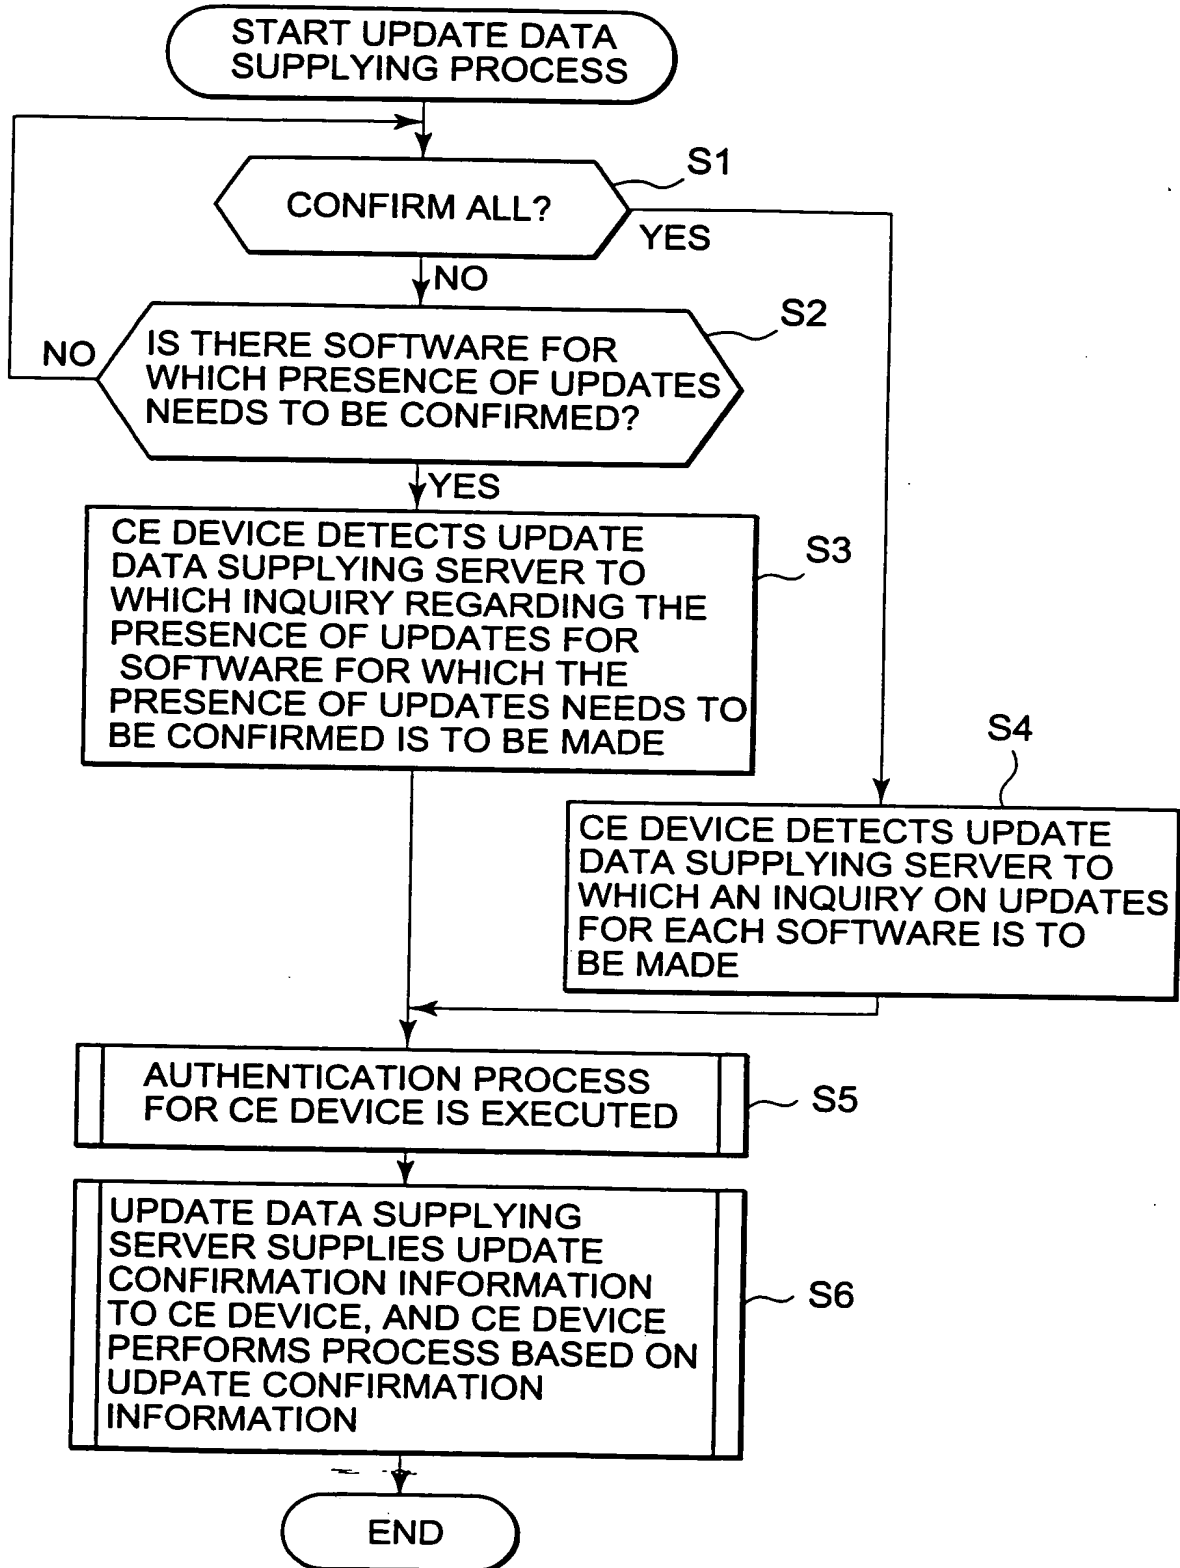 START UPDATE DATA
SUPPLYING PROCESS
S1
CONFIRM ALL?
YES
NO
S2
IS THERE SOFTWARE FOR
WHICH PRESENCE OF UPDATES
NEEDS TO BE CONFIRMED?
NO
YES
CE DEVICE DETECTS UPDATE
DATA SUPPLYING SERVER TO
WHICH INQUIRY REGARDING THE
PRESENCE OF UPDATES FOR
SOFTWARE FOR WHICH THE
PRESENCE OF UPDATES NEEDS TO
BE CONFIRMED IS TO BE MADE
S3
S4
CE DEVICE DETECTS UPDATE
DATA SUPPLYING SERVER TO
WHICH AN INQUIRY ON UPDATES
FOR EACH SOFTWARE IS TO
BE MADE
AUTHENTICATION PROCESS
FOR CE DEVICE IS EXECUTED
S5
UPDATE DATA SUPPLYING
SERVER SUPPLIES UPDATE
CONFIRMATION INFORMATION
TO CE DEVICE, AND CE DEVICE
PERFORMS PROCESS BASED ON
UDPATE CONFIRMATION
INFORMATION
S6
END